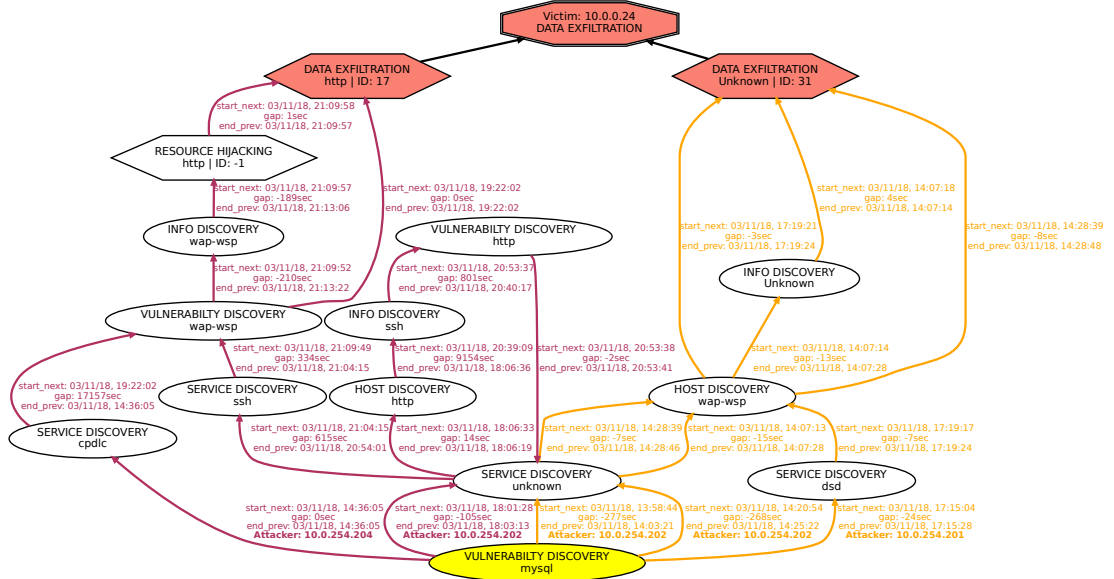 Victim: 10.0.0.24
DATA EXFILTRATION
DATA EXFILTRATION
http | ID: 17
DATA EXFILTRATION
Unknown | ID: 31
start_next: 03/11/18, 21:09:58
gap: 1sec
end_prev: 03/11/18, 21:09:57
RESOURCE HIJACKING
http | ID: -1
start_next: 03/11/18, 21:09:57
gap: -189sec
end_prev: 03/11/18, 21:13:06
start_next: 03/11/18, 19:22:02
gap: 0sec
end_prev: 03/11/18, 19:22:02
start_next: 03/11/18, 14:07:18
gap: 4sec
end_prev: 03/11/18, 14:07:14
INFO DISCOVERY
wap-wsp
VULNERABILTY DISCOVERY
http
start_next: 03/11/18, 17:19:21
gap: -3sec
end_prev: 03/11/18, 17:19:24
start_next: 03/11/18, 14:28:39
gap: -8sec
end_prev: 03/11/18, 14:28:48
start_next: 03/11/18, 21:09:52
gap: -210sec
end_prev: 03/11/18, 21:13:22
start_next: 03/11/18, 20:53:37
gap: 801sec
end_prev: 03/11/18, 20:40:17
INFO DISCOVERY
Unknown
VULNERABILTY DISCOVERY
wap-wsp
INFO DISCOVERY
ssh
start_next: 03/11/18, 21:09:49
gap: 334sec
end_prev: 03/11/18, 21:04:15
start_next: 03/11/18, 20:39:09
gap: 9154sec
end_prev: 03/11/18, 18:06:36
start_next: 03/11/18, 20:53:38
gap: -2sec
end_prev: 03/11/18, 20:53:41
start_next: 03/11/18, 14:07:14
gap: -13sec
end_prev: 03/11/18, 14:07:28
start_next: 03/11/18, 19:22:02
gap: 17157sec
end_prev: 03/11/18, 14:36:05
SERVICE DISCOVERY
ssh
HOST DISCOVERY
http
HOST DISCOVERY
wap-wsp
SERVICE DISCOVERY
cpdlc
start_next: 03/11/18, 21:04:15
gap: 615sec
end_prev: 03/11/18, 20:54:01
start_next: 03/11/18, 18:06:33
gap: 14sec
end_prev: 03/11/18, 18:06:19
start_next: 03/11/18, 14:28:39
gap: -7sec
end_prev: 03/11/18, 14:28:46
start_next: 03/11/18, 14:07:13
gap: -15sec
end_prev: 03/11/18, 14:07:28
start_next: 03/11/18, 17:19:17
gap: -7sec
end_prev: 03/11/18, 17:19:24
SERVICE DISCOVERY
unknown
SERVICE DISCOVERY
dsd
start_next: 03/11/18, 14:36:05
gap: 0sec
end_prev: 03/11/18, 14:36:05
Attacker: 10.0.254.204
start_next: 03/11/18, 18:01:28
gap: -105sec
end_prev: 03/11/18, 18:03:13
Attacker: 10.0.254.202
start_next: 03/11/18, 13:58:44
gap: -277sec
end_prev: 03/11/18, 14:03:21
Attacker: 10.0.254.202
start_next: 03/11/18, 14:20:54
gap: -268sec
end_prev: 03/11/18, 14:25:22
Attacker: 10.0.254.202
start_next: 03/11/18, 17:15:04
gap: -24sec
end_prev: 03/11/18, 17:15:28
Attacker: 10.0.254.201
VULNERABILTY DISCOVERY
mysql